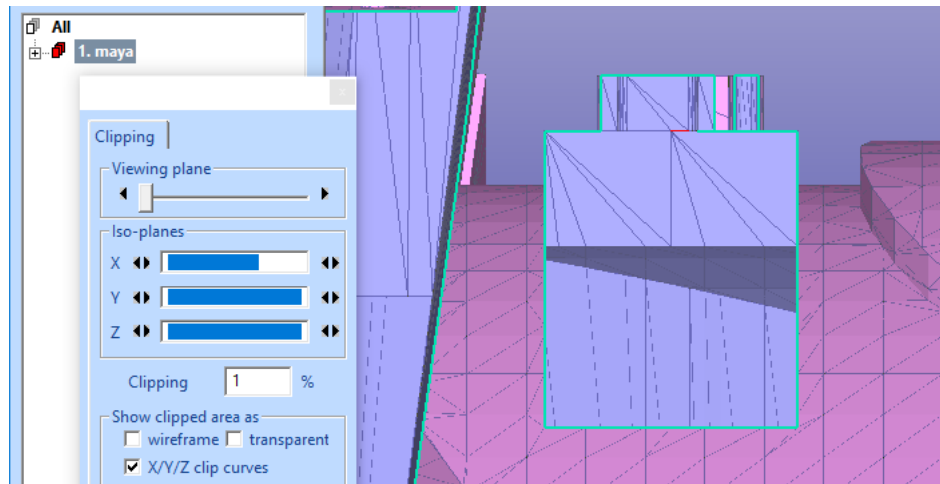 All
1. maya
Clipping
Viewing plane
Iso-planes
X
Y
Z
Clipping 1 %
Show clipped area as
wireframe transparent
X/Y/Z clip curves